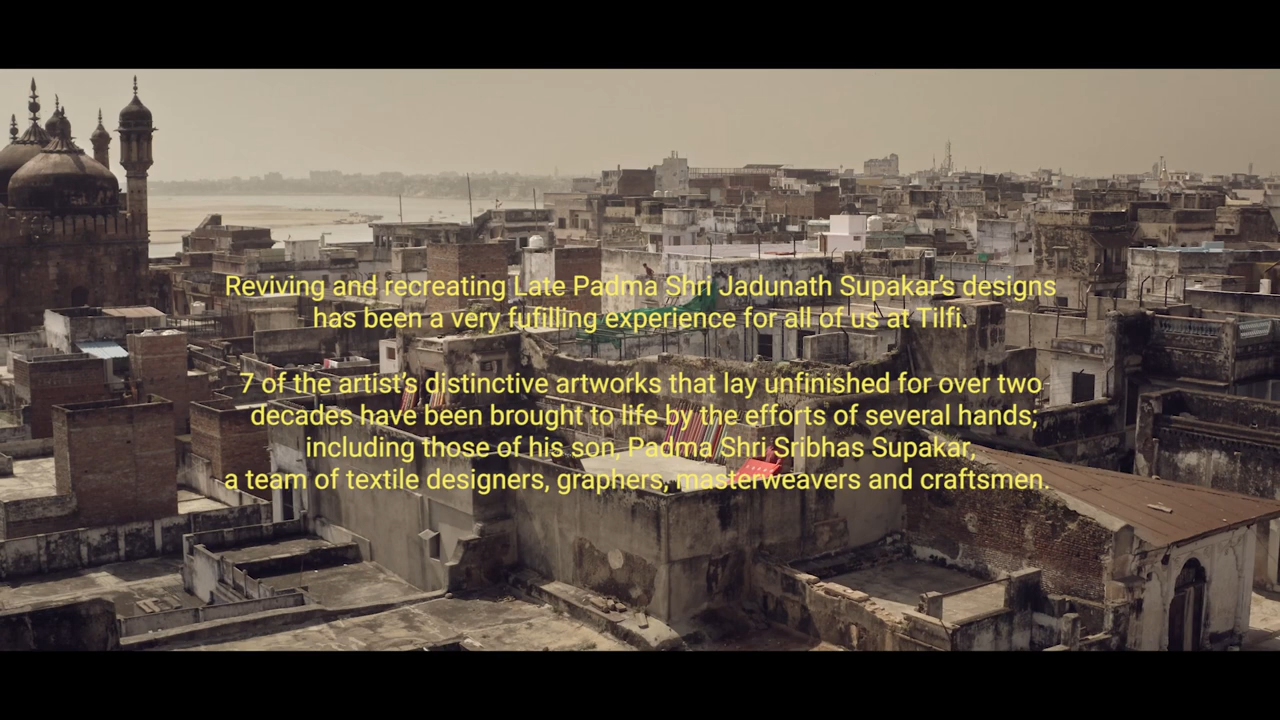 Reviving and recreating Late Padma Shri Jadunath Supakar’s designs
has been a very fufilling experience for all of us at Tilfi.
7 of the artist’s distinctive artworks that lay unfinished for over two
decades have been brought to life by the efforts of several hands;
including those of his son, Padma Shri Sribhas Supakar,
a team of textile designers, graphers, masterweavers and craftsmen.